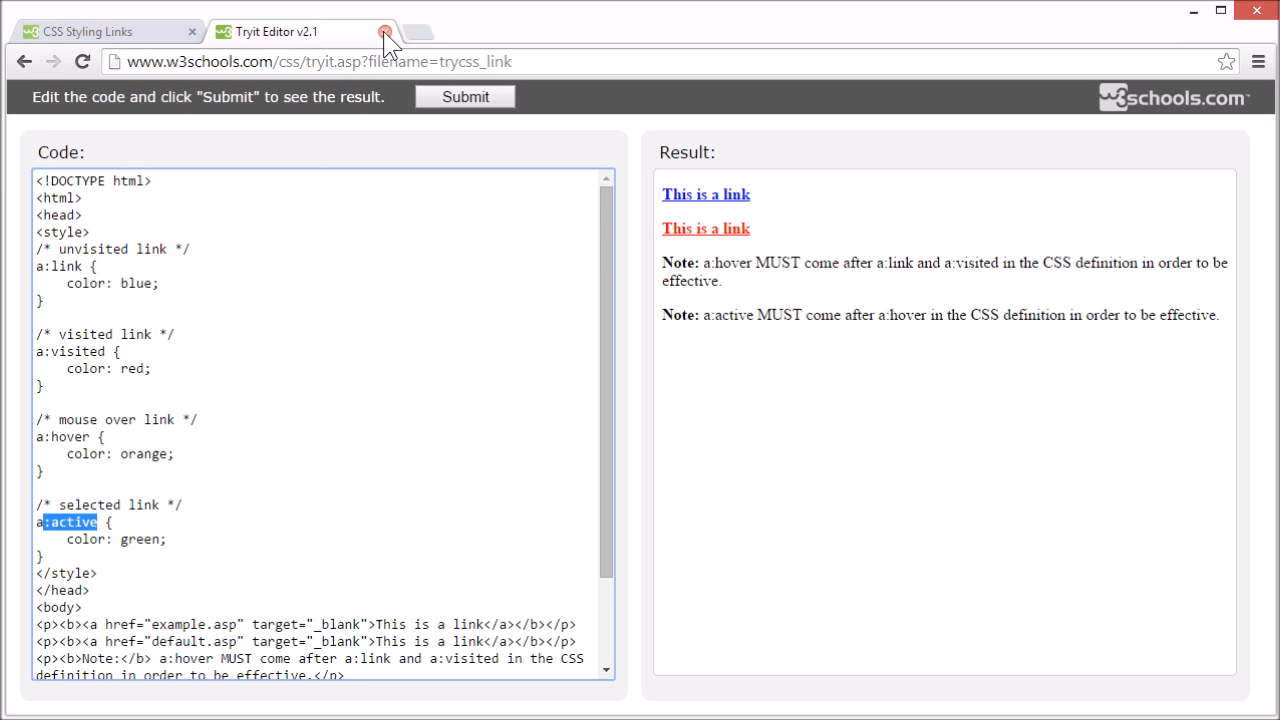 CSS Styling Links
Tryit Editor v2.1
www.w3schools.com/css/tryit.asp?filename=trycss_link
Edit the code and click "Submit" to see the result.
Submit
w3schools.com
Code:
<!DOCTYPE html>
<html>
<head>
<style>
/* unvisited link */
a:link {
    color: blue;
}

/* visited link */
a:visited {
    color: red;
}

/* mouse over link */
a:hover {
    color: orange;
}

/* selected link */
a:active {
    color: green;
}
</style>
</head>
<body>
<p><b><a href="example.asp" target="_blank">This is a link</a></b></p>
<p><b><a href="default.asp" target="_blank">This is a link</a></b></p>
<p><b>Note:</b> a:hover MUST come after a:link and a:visited in the CSS
definition in order to be effective.</p>
Result:
This is a link
This is a link
Note: a:hover MUST come after a:link and a:visited in the CSS definition in order to be
effective.
Note: a:active MUST come after a:hover in the CSS definition in order to be effective.